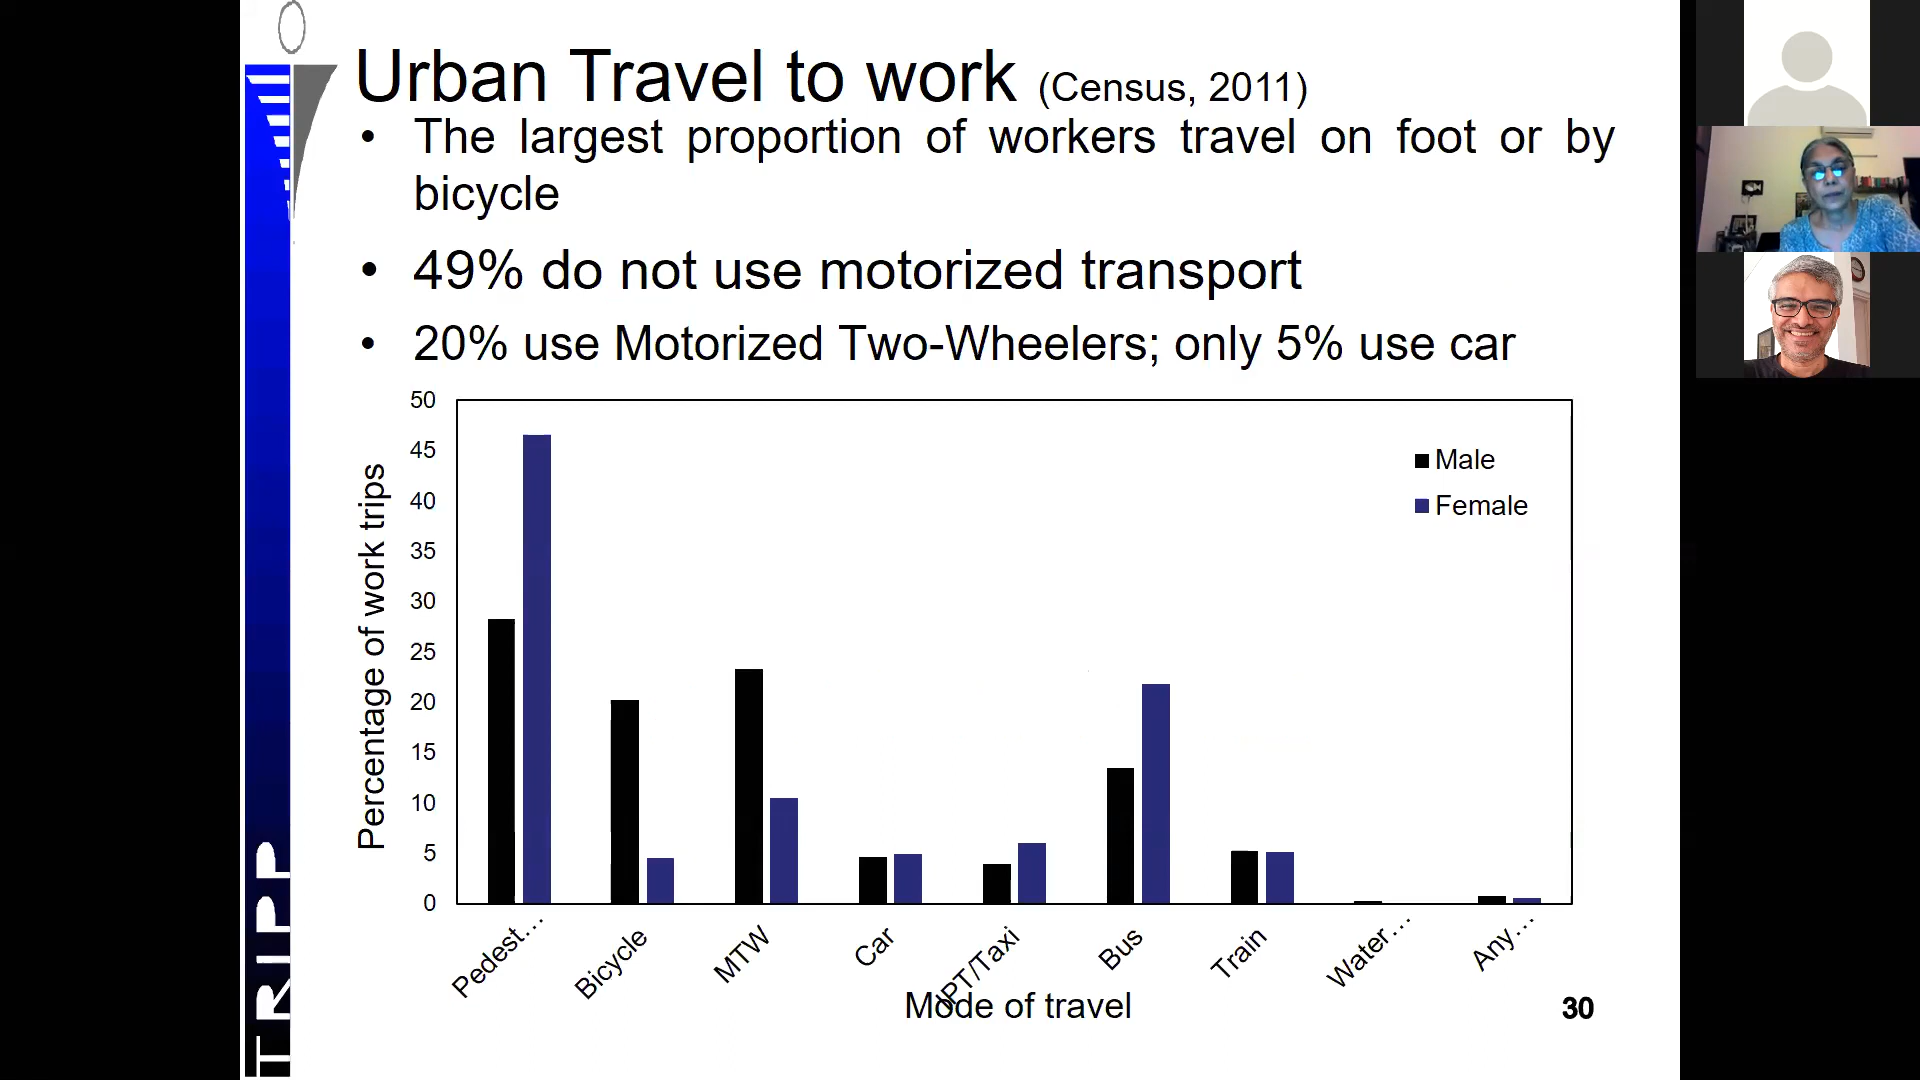 Urban Travel to work (Census, 2011)
• The largest proportion of workers travel on foot or by
bicycle
• 49% do not use motorized transport
• 20% use Motorized Two-Wheelers; only 5% use car
50
45
40
35
30
25
20
15
10
5
0
Percentage of work trips
Male
Female
Pedest...
Bicycle
MTW
Car
IPT/Taxi
Bus
Train
Water...
Any...
Mode of travel
30
TRIPP